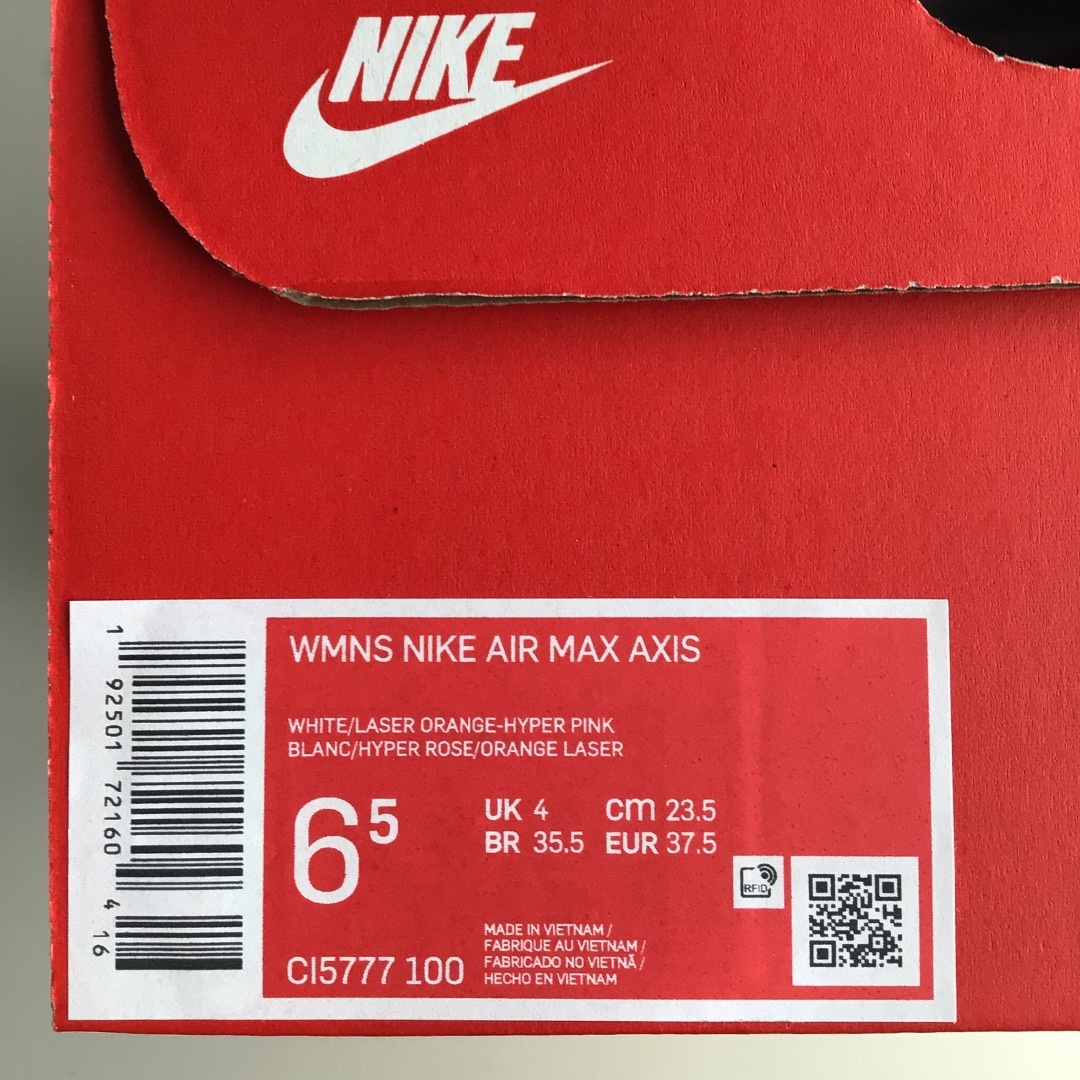 NIKE
WMNS NIKE AIR MAX AXIS
WHITE/LASER ORANGE-HYPER PINK
BLANC/HYPER ROSE/ORANGE LASER
6⁵
UK 4 cm 23.5
BR 35.5 EUR 37.5
RFID
CI5777 100
MADE IN VIETNAM /
FABRIQUE AU VIETNAM /
FABRICADO NO VIETNÃ /
HECHO EN VIETNAM
1 92501 72160 4 16